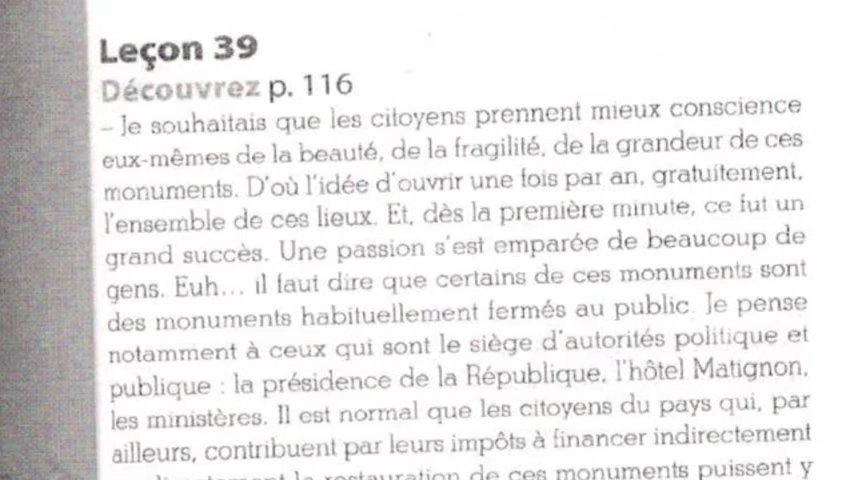 Leçon 39
Découvrez p. 116
– Je souhaitais que les citoyens prennent mieux conscience
eux-mêmes de la beauté, de la fragilité, de la grandeur de ces
monuments. D'où l'idée d'ouvrir une fois par an, gratuitement,
l'ensemble de ces lieux. Et, dès la première minute, ce fut un
grand succès. Une passion s'est emparée de beaucoup de
gens. Euh... il faut dire que certains de ces monuments sont
des monuments habituellement fermés au public. Je pense
notamment à ceux qui sont le siège d'autorités politique et
publique : la présidence de la République, l'hôtel Matignon,
les ministères. Il est normal que les citoyens du pays qui, par
ailleurs, contribuent par leurs impôts à financer indirectement
la restauration de ces monuments puissent y